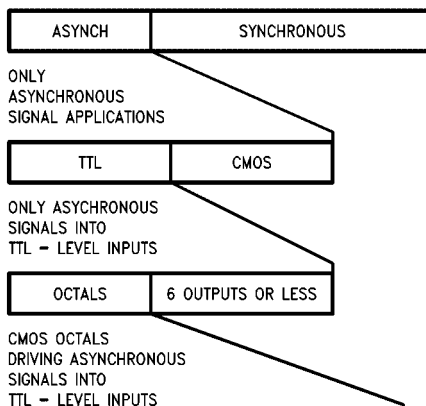 ASYNCH SYNCHRONOUS
ONLY
ASYNCHRONOUS
SIGNAL APPLICATIONS
TTL CMOS
ONLY ASYCHRONOUS
SIGNALS INTO
TTL – LEVEL INPUTS
OCTALS 6 OUTPUTS OR LESS
CMOS OCTALS
DRIVING ASYNCHRONOUS
SIGNALS INTO
TTL – LEVEL INPUTS